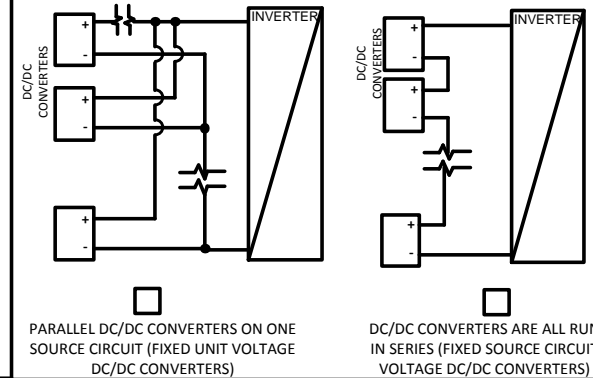 DC/DC
CONVERTERS
+
-
+
-
+
-
INVERTER
PARALLEL DC/DC CONVERTERS ON ONE
SOURCE CIRCUIT (FIXED UNIT VOLTAGE
DC/DC CONVERTERS)
DC/DC
CONVERTERS
+
-
+
-
+
-
INVERTER
DC/DC CONVERTERS ARE ALL RUN
IN SERIES (FIXED SOURCE CIRCUIT
VOLTAGE DC/DC CONVERTERS)